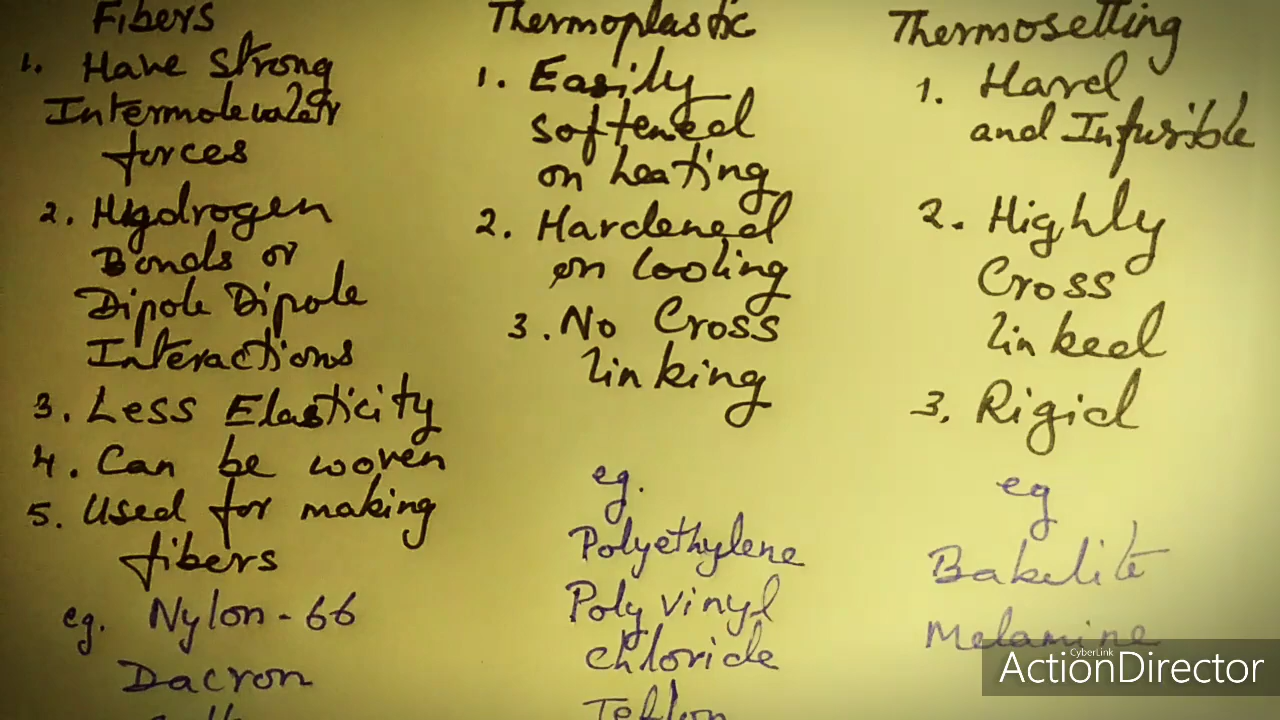 Fibers
1. Have Strong
Intermolecular
forces
2. Hydrogen
Bonds or
Dipole Dipole
Interactions
3. Less Elasticity
4. Can be woven
5. Used for making
fibers
eg. Nylon-66
Dacron
Thermoplastic
1. Easily
softened
on heating
2. Hardened
on cooling
3. No Cross
linking
eg.
Polyethylene
Poly vinyl
chloride
Teflon
Thermosetting
1. Hard
and Infusible
2. Highly
Cross
linked
3. Rigid
eg
Bakelite
Melamine
CyberLink
ActionDirector